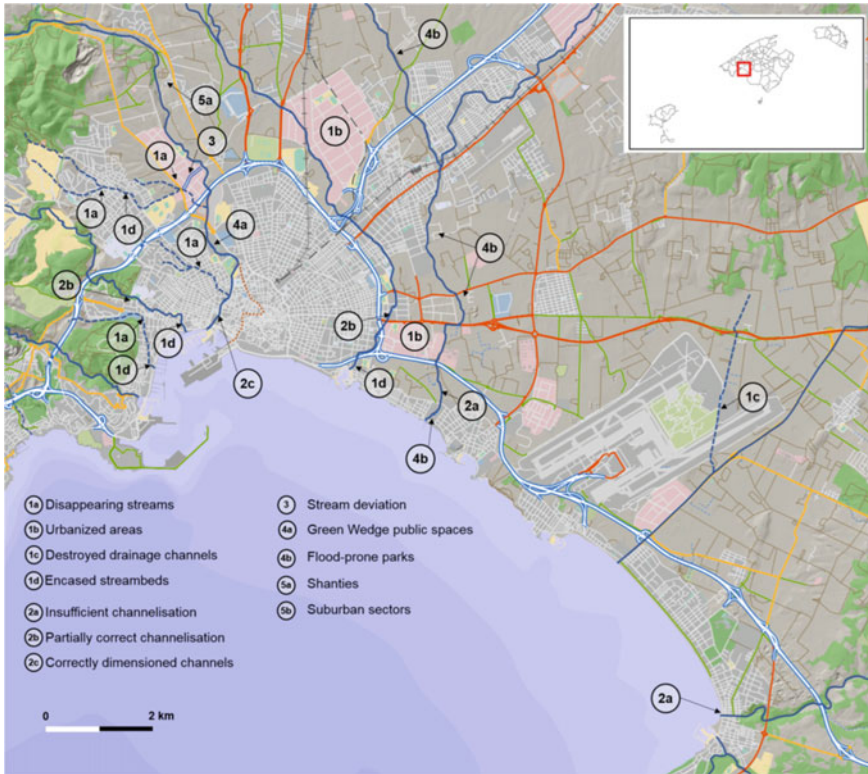 4b
5a
3
1b
1a
1a
1d
1a
4a
4b
2b
1a
2b
1b
1d
1d
2c
1d
2a
1c
4b
1a Disappearing streams
1b Urbanized areas
1c Destroyed drainage channels
1d Encased streambeds
2a Insufficient channelisation
2b Partially correct channelisation
2c Correctly dimensioned channels
3 Stream deviation
4a Green Wedge public spaces
4b Flood-prone parks
5a Shanties
5b Suburban sectors
0 2 km
2a